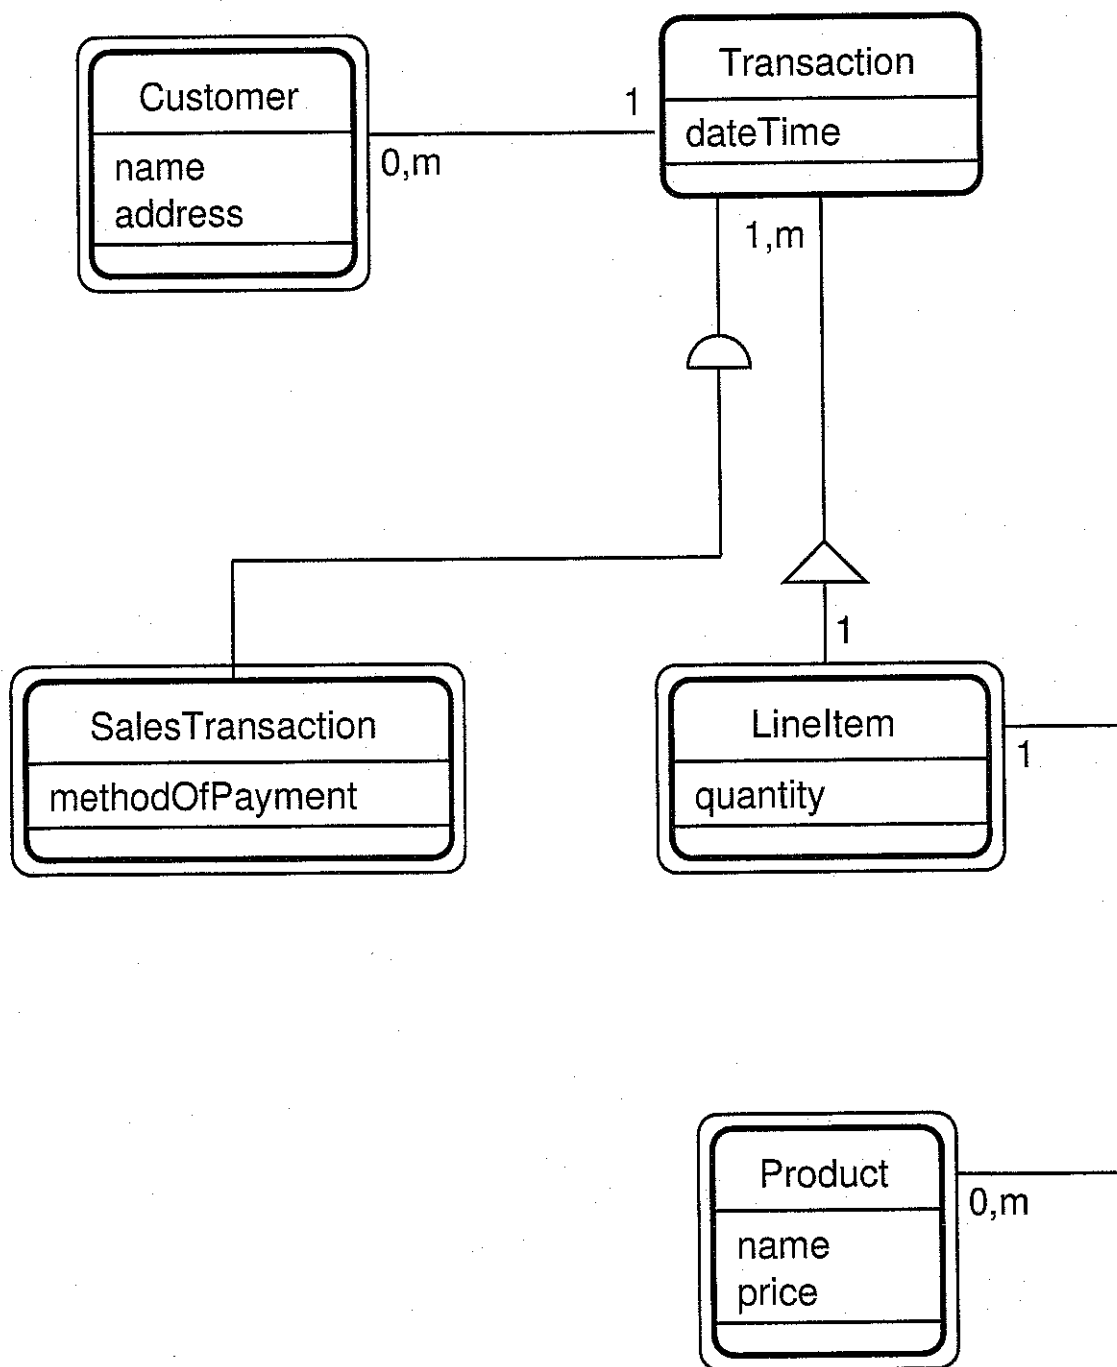 Customer
name
address
0,m
1
Transaction
dateTime
1,m
1
SalesTransaction
methodOfPayment
LineItem
quantity
1
Product
name
price
0,m